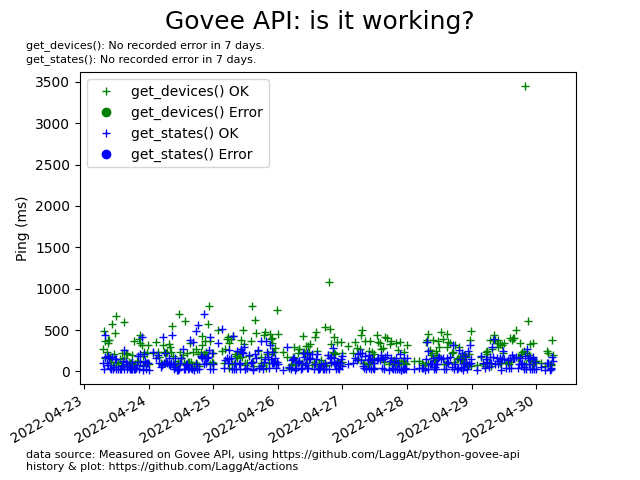 Govee API: is it working?
get_devices(): No recorded error in 7 days.
get_states(): No recorded error in 7 days.
get_devices() OK
get_devices() Error
get_states() OK
get_states() Error
Ping (ms)
3500
3000
2500
2000
1500
1000
500
0
2022-04-23
2022-04-24
2022-04-25
2022-04-26
2022-04-27
2022-04-28
2022-04-29
2022-04-30
data source: Measured on Govee API, using https://github.com/LaggAt/python-govee-api
history & plot: https://github.com/LaggAt/actions